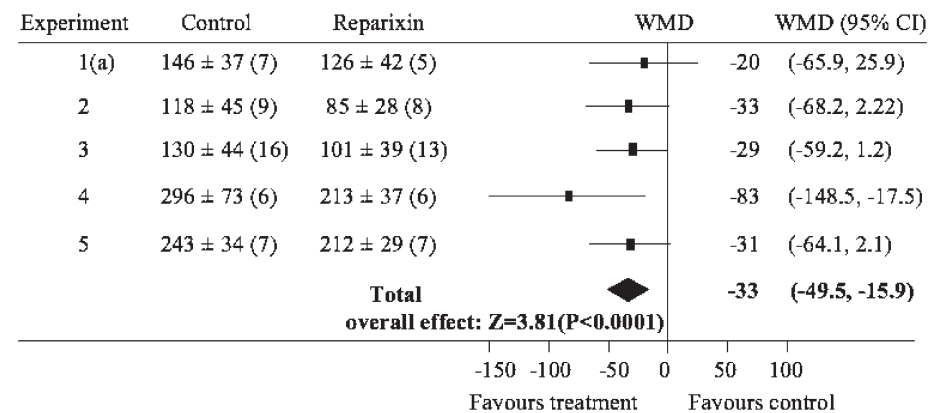 Experiment Control Reparixin WMD WMD (95% CI)
1(a) 146 ± 37 (7) 126 ± 42 (5) -20 (-65.9, 25.9)
2 118 ± 45 (9) 85 ± 28 (8) -33 (-68.2, 2.22)
3 130 ± 44 (16) 101 ± 39 (13) -29 (-59.2, 1.2)
4 296 ± 73 (6) 213 ± 37 (6) -83 (-148.5, -17.5)
5 243 ± 34 (7) 212 ± 29 (7) -31 (-64.1, 2.1)
Total -33 (-49.5, -15.9)
overall effect: Z=3.81(P<0.0001)
-150 -100 -50 0 50 100
Favours treatment Favours control